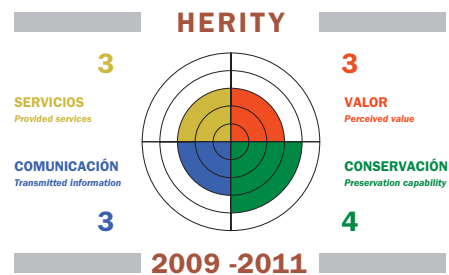 HERITY
3
3
SERVICIOS
Provided services
VALOR
Perceived value
COMUNICACIÓN
Transmitted information
CONSERVACIÓN
Preservation capability
3
4
2009 -2011